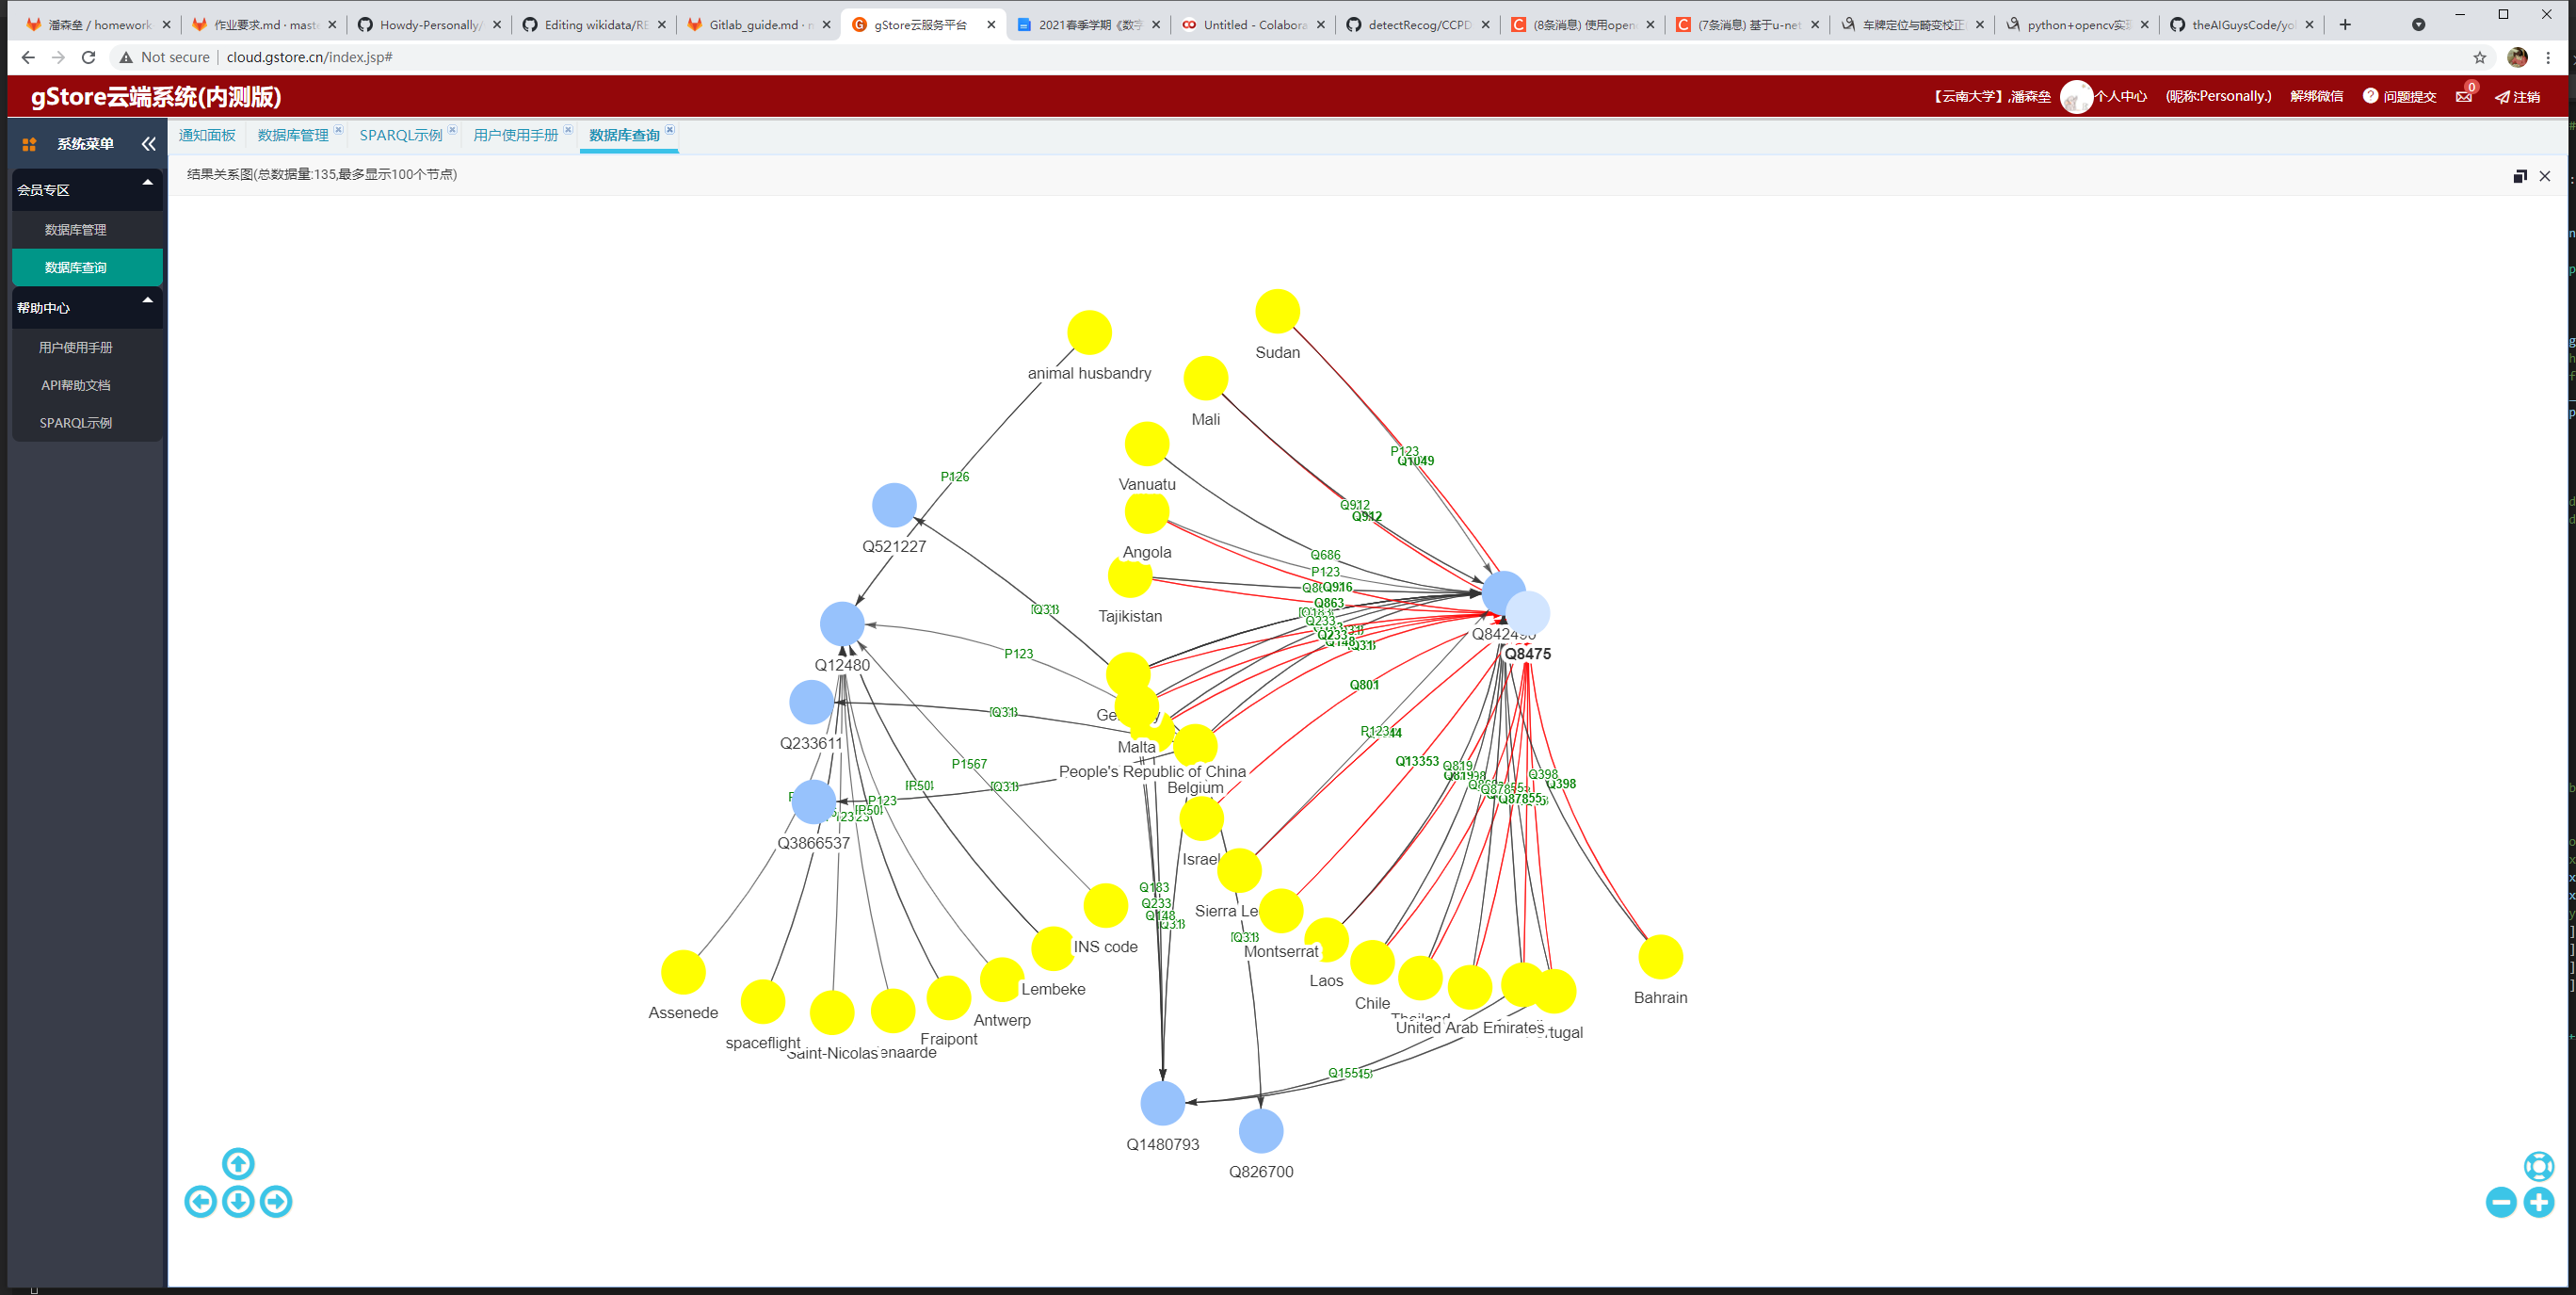 潘森垒 / homework
作业要求.md · maste
Howdy-Personally/
Editing wikidata/RE
Gitlab_guide.md · m
gStore云服务平台
2021春季学期《数字
Untitled - Colabora
detectRecog/CCPD
(8条消息) 使用open
(7条消息) 基于u-net
车牌定位与畸变校正
python+opencv实
theAIGuysCode/yol
Not secure
cloud.gstore.cn/index.jsp#
gStore云端系统(内测版)
【云南大学】,潘森垒
个人中心
(昵称:Personally.)
解绑微信
问题提交
0
注销
系统菜单
通知面板
数据库管理
SPARQL示例
用户使用手册
数据库查询
结果关系图(总数据量:135,最多显示100个节点)
会员专区
数据库管理
数据库查询
帮助中心
用户使用手册
API帮助文档
SPARQL示例
Sudan
animal husbandry
Mali
P123
Q1049
P126
Vanuatu
Q912
Q912
Q521227
Angola
Q686
P123
Q916
Tajikistan
Q863
Q233
Q233
Q148
Q842490
Q8475
Q12480
P123
Q801
Q233611
Malta
People's Republic of China
Belgium
P1567
P123
Q13353
Q819
Q819
Q398
Q398
Q87855
Q87855
Q3866537
Israel
Q183
Q233
Q148
Sierra Le
INS code
Montserrat
Laos
Lembeke
Chile
Bahrain
Assenede
Antwerp
United Arab Emirates
tugal
Fraipont
spaceflight
Saint-Nicolas
enaarde
Q1480793
Q826700